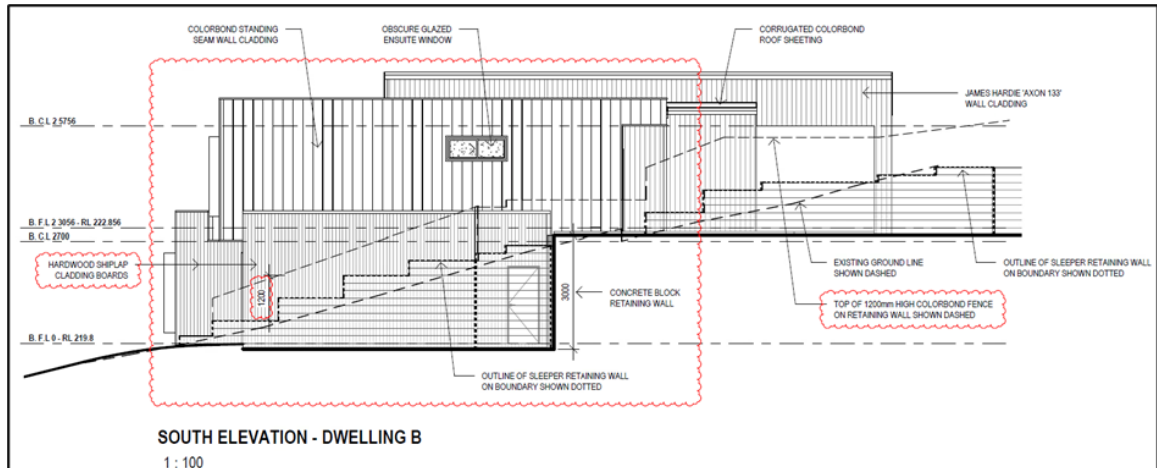 COLORBOND STANDING
SEAM WALL CLADDING
OBSCURE GLAZED
ENSUITE WINDOW
CORRUGATED COLORBOND
ROOF SHEETING
JAMES HARDIE 'AXON 133'
WALL CLADDING
B. C.L 2 5756
B. F.L 2 3056 - RL 222.856
B. C.L 2700
HARDWOOD SHIPLAP
CLADDING BOARDS
1200
3000
CONCRETE BLOCK
RETAINING WALL
EXISTING GROUND LINE
SHOWN DASHED
OUTLINE OF SLEEPER RETAINING WALL
ON BOUNDARY SHOWN DOTTED
TOP OF 1200mm HIGH COLORBOND FENCE
ON RETAINING WALL SHOWN DASHED
B. F.L 0 - RL 219.8
OUTLINE OF SLEEPER RETAINING WALL
ON BOUNDARY SHOWN DOTTED
SOUTH ELEVATION - DWELLING B
1 : 100